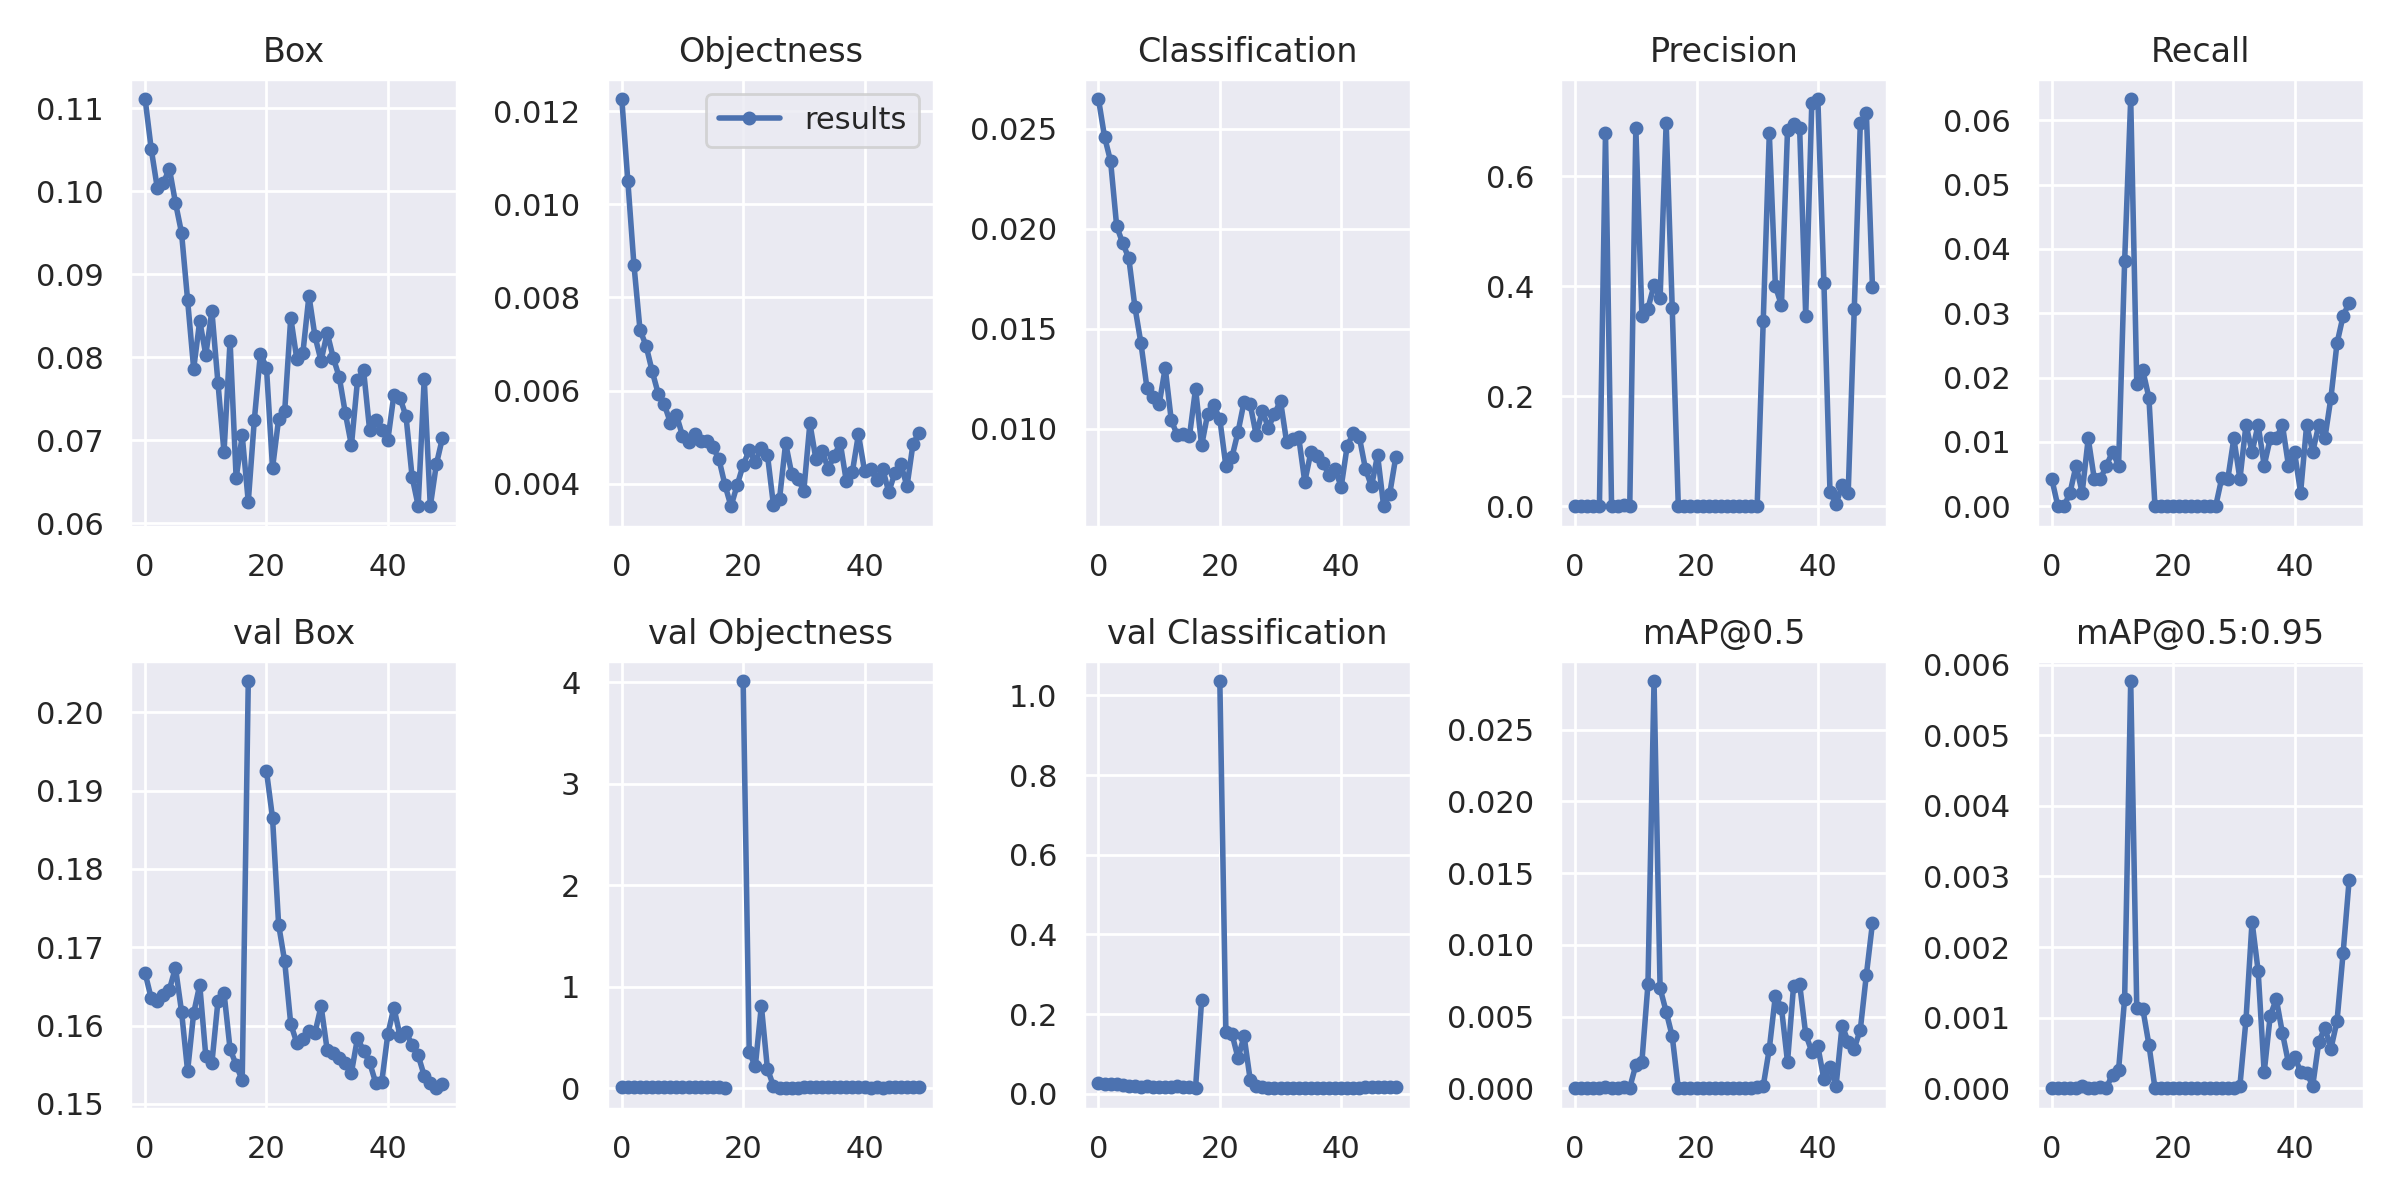 Box
0.11
0.10
0.09
0.08
0.07
0.06
0 20 40
Objectness
results
0.012
0.010
0.008
0.006
0.004
0 20 40
Classification
0.025
0.020
0.015
0.010
0 20 40
Precision
0.6
0.4
0.2
0.0
0 20 40
Recall
0.06
0.05
0.04
0.03
0.02
0.01
0.00
0 20 40
val Box
0.20
0.19
0.18
0.17
0.16
0.15
0 20 40
val Objectness
4
3
2
1
0
0 20 40
val Classification
1.0
0.8
0.6
0.4
0.2
0.0
0 20 40
mAP@0.5
0.025
0.020
0.015
0.010
0.005
0.000
0 20 40
mAP@0.5:0.95
0.006
0.005
0.004
0.003
0.002
0.001
0.000
0 20 40